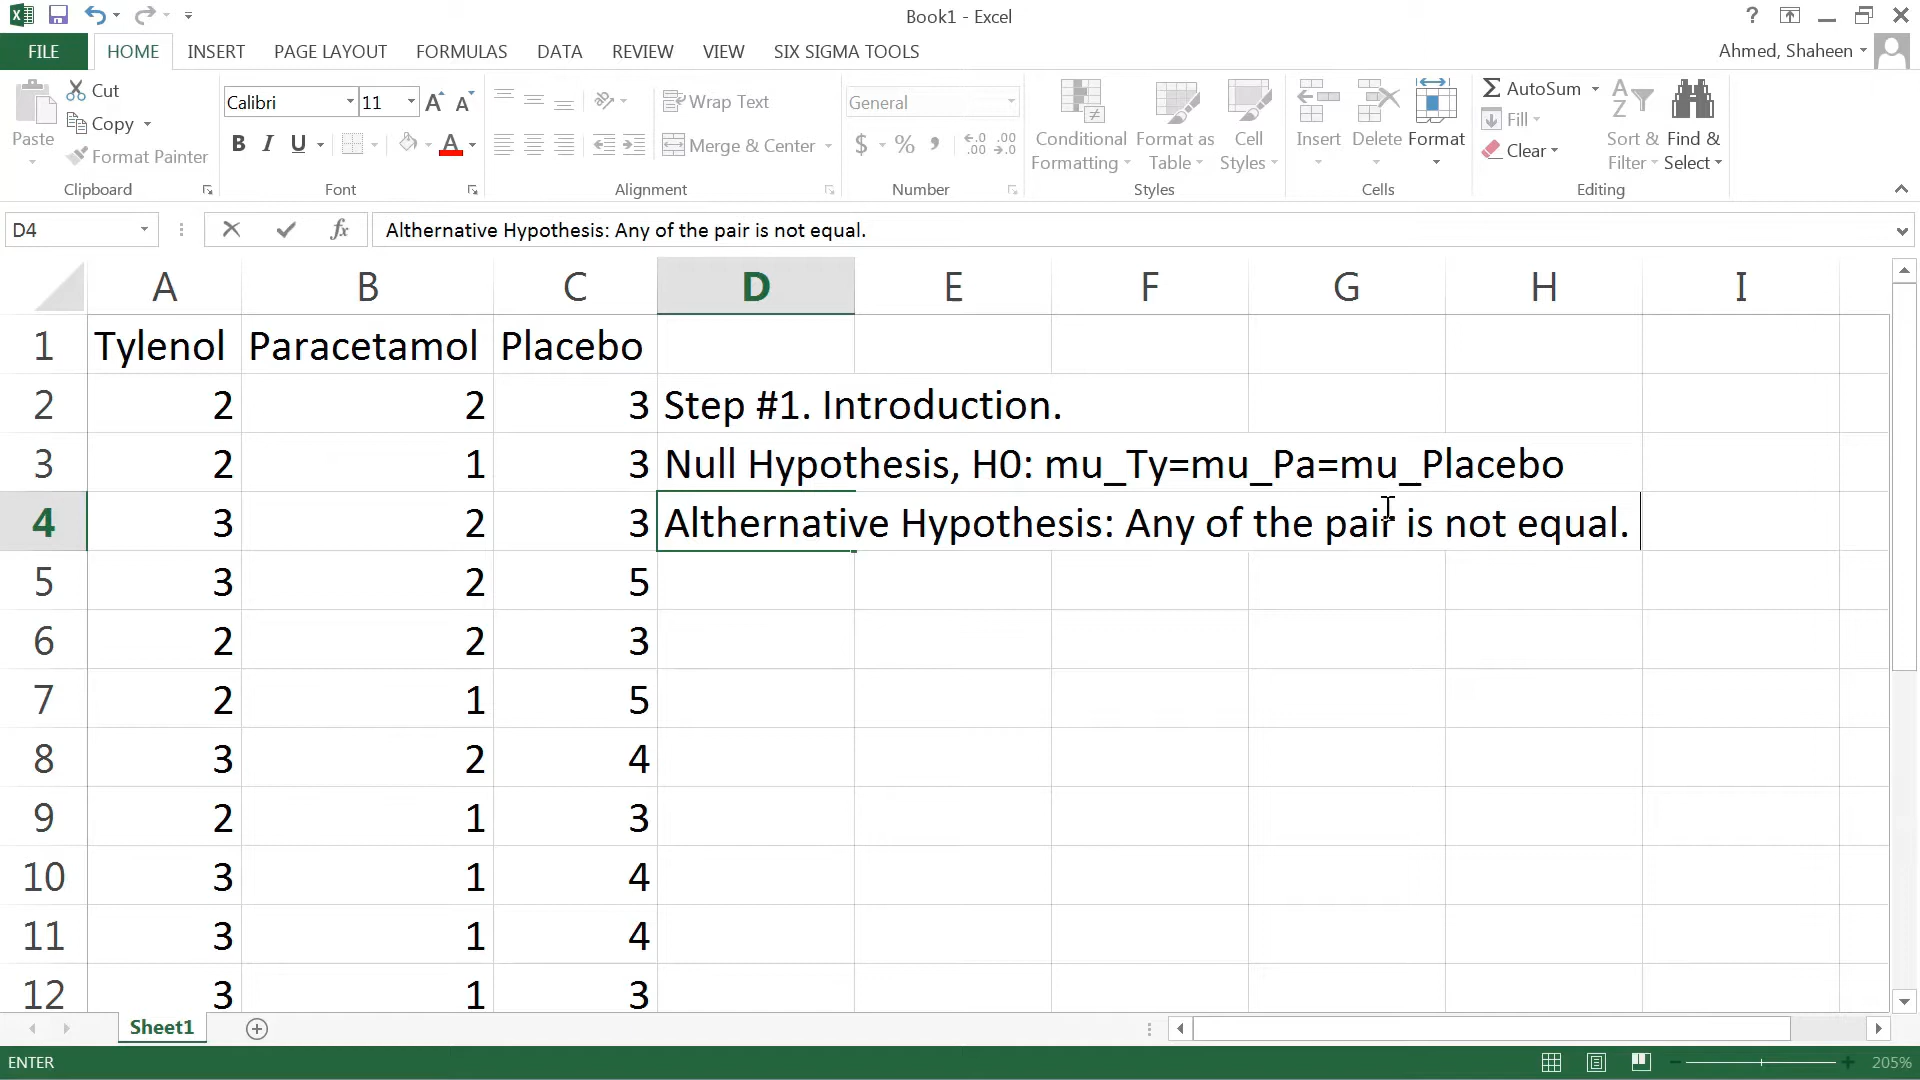 Book1 - Excel
?
FILE HOME INSERT PAGE LAYOUT FORMULAS DATA REVIEW VIEW SIX SIGMA TOOLS Ahmed, Shaheen
Paste
Cut
Copy
Format Painter
Clipboard
Calibri 11 A A
B I U A
Font
Wrap Text
Merge & Center
Alignment
General
$ % , .0 .00 .00 .0
Number
Conditional Formatting
Format as Table
Cell Styles
Styles
Insert
Delete
Format
Cells
AutoSum
Fill
Clear
Sort & Filter
Find & Select
Editing
D4 fx Althernative Hypothesis: Any of the pair is not equal.
A B C D E F G H I
1 Tylenol Paracetamol Placebo
2 2 2 3 Step #1. Introduction.
3 2 1 3 Null Hypothesis, H0: mu_Ty=mu_Pa=mu_Placebo
4 3 2 3 Althernative Hypothesis: Any of the pair is not equal.
5 3 2 5
6 2 2 3
7 2 1 5
8 3 2 4
9 2 1 3
10 3 1 4
11 3 1 4
12 3 1 3
Sheet1
ENTER 205%